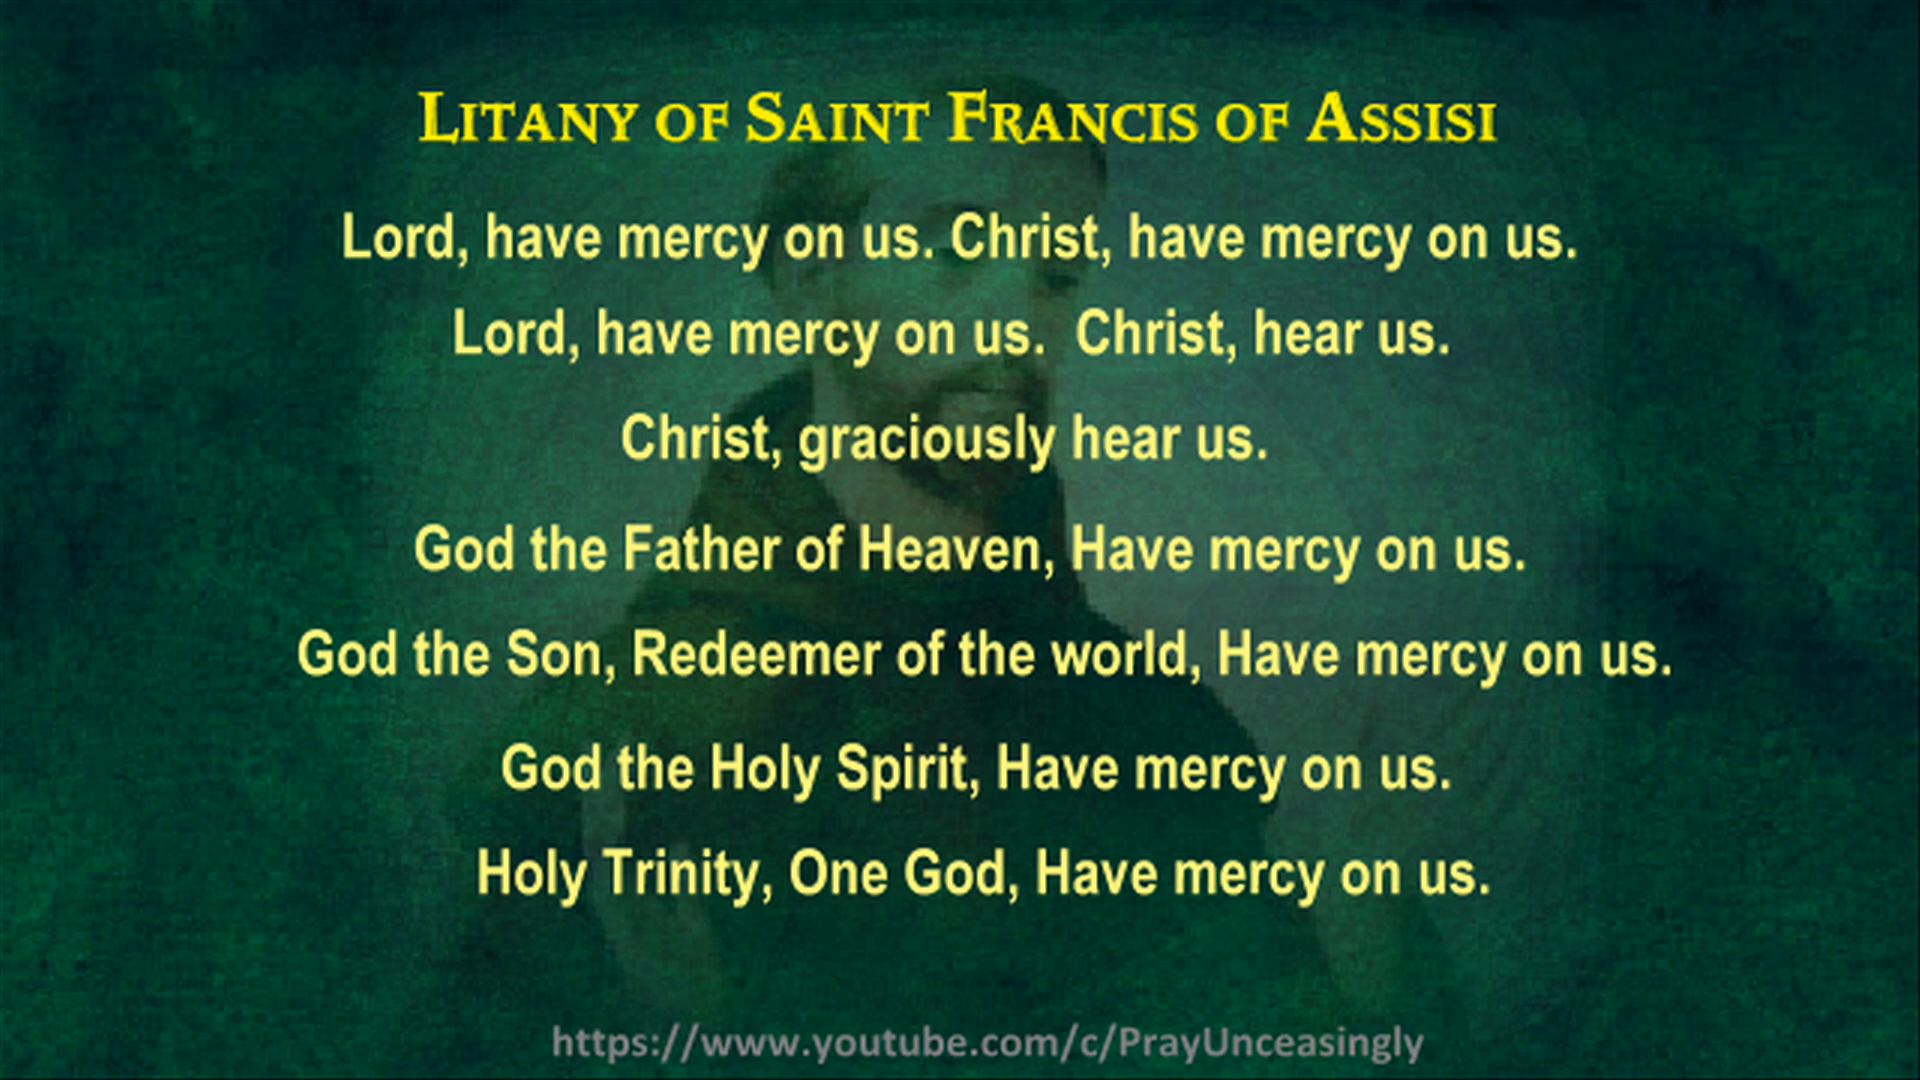 LITANY OF SAINT FRANCIS OF ASSISI
Lord, have mercy on us. Christ, have mercy on us.
Lord, have mercy on us. Christ, hear us.
Christ, graciously hear us.
God the Father of Heaven, Have mercy on us.
God the Son, Redeemer of the world, Have mercy on us.
God the Holy Spirit, Have mercy on us.
Holy Trinity, One God, Have mercy on us.
https://www.youtube.com/c/PrayUnceasingly